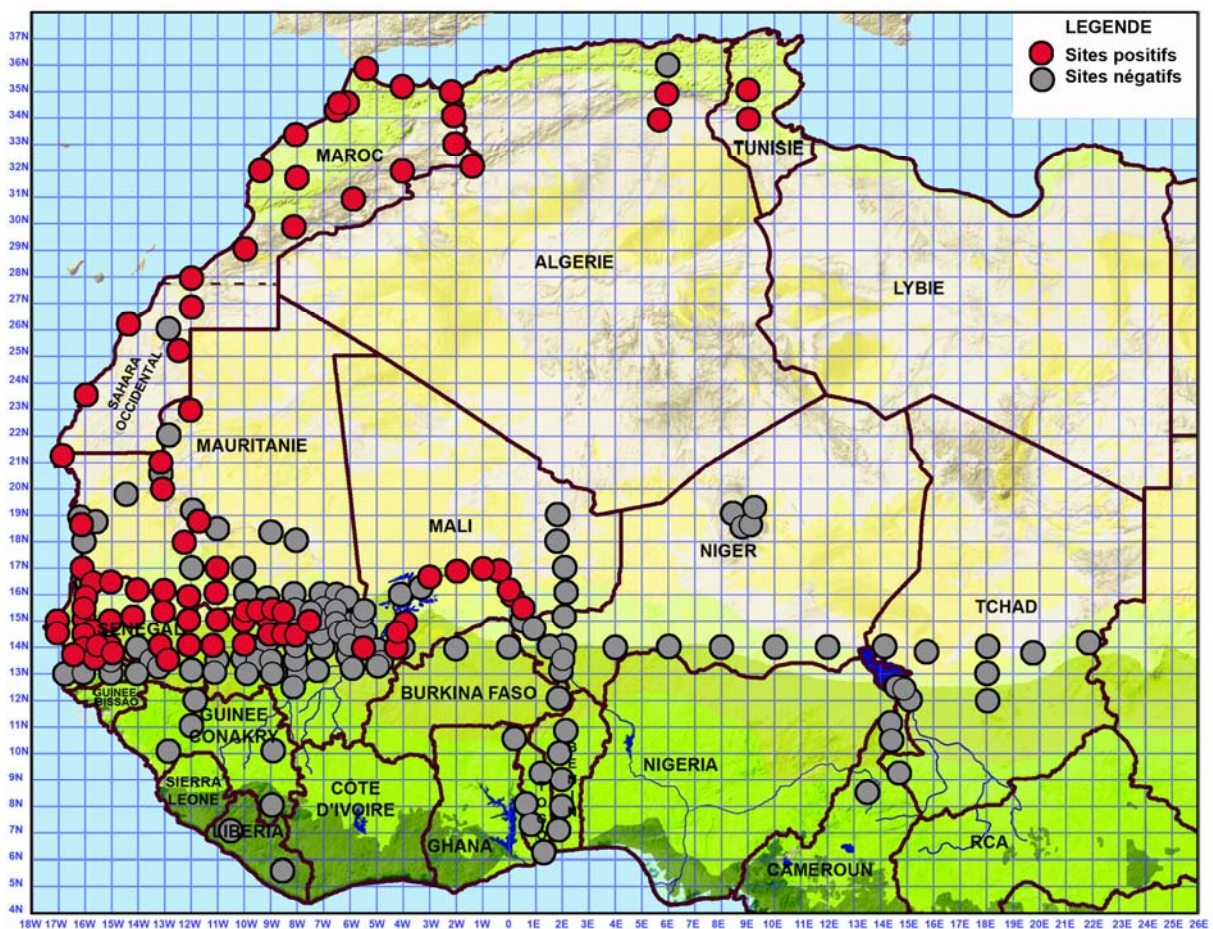 LEGENDE
Sites positifs
Sites négatifs
37N
36N
35N
34N
33N
32N
31N
30N
29N
28N
27N
26N
25N
24N
23N
22N
21N
20N
19N
18N
17N
16N
15N
14N
13N
12N
11N
10N
9N
8N
7N
6N
5N
4N
MAROC
TUNISIE
ALGERIE
LYBIE
SAHARA
OCCIDENTAL
MAURITANIE
MALI
NIGER
TCHAD
SENEGAL
GUINEE
BISSAO
BURKINA FASO
GUINEE
CONAKRY
BENIN
NIGERIA
SIERRA
LEONE
CÔTE
D'IVOIRE
TOGO
LIBERIA
GHANA
RCA
CAMEROUN
18W 17W 16W 15W 14W 13W 12W 11W 10W 9W 8W 7W 6W 5W 4W 3W 2W 1W 0 1E 2E 3E 4E 5E 6E 7E 8E 9E 10E 11E 12E 13E 14E 15E 16E 17E 18E 19E 20E 21E 22E 23E 24E 25E 26E